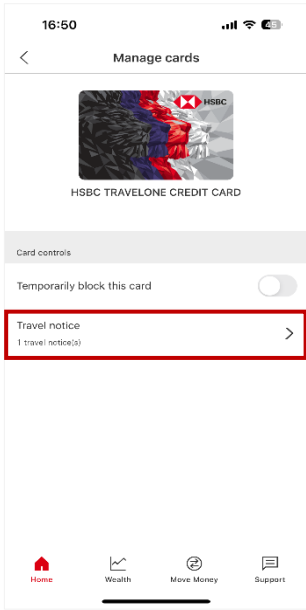 16:50
45
Manage cards
HSBC
HSBC TRAVELONE CREDIT CARD
Card controls
Temporarily block this card
Travel notice
1 travel notice(s)
Home Wealth Move Money Support